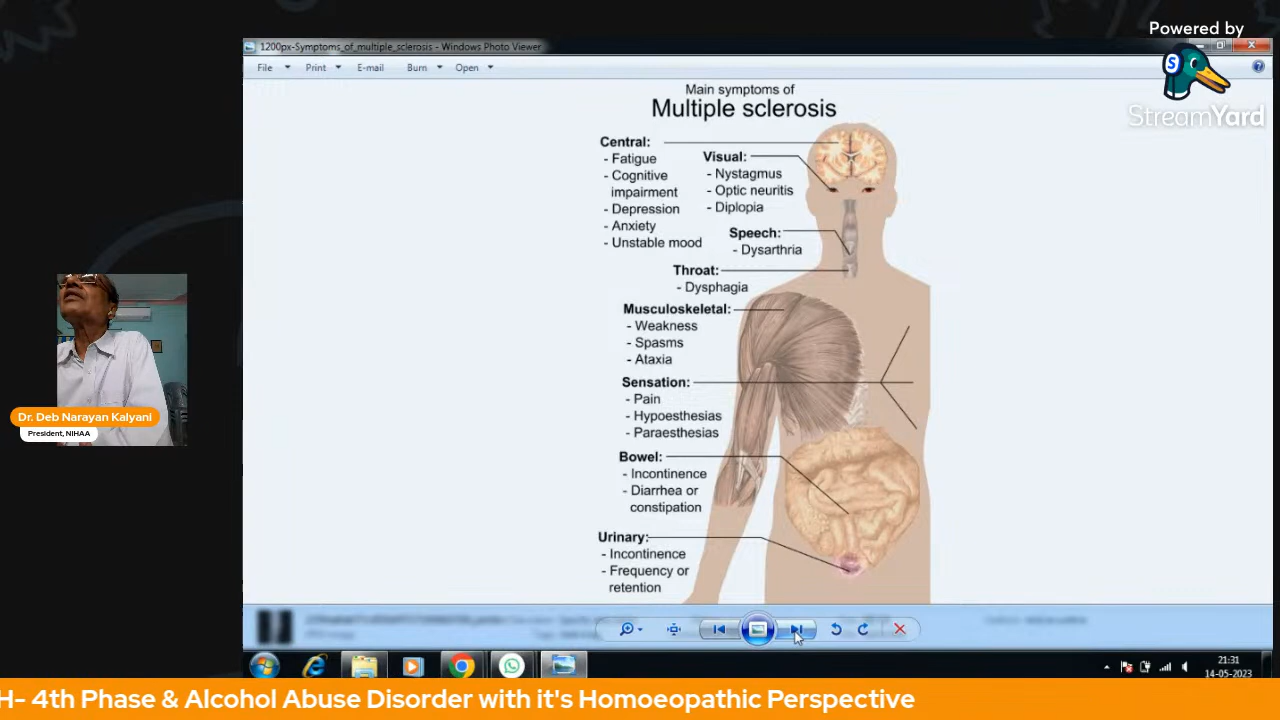 Powered by
StreamYard
1200px-Symptoms_of_multiple_sclerosis - Windows Photo Viewer
File Print E-mail Burn Open
Main symptoms of
Multiple sclerosis
Central:
- Fatigue
- Cognitive
impairment
- Depression
- Anxiety
- Unstable mood
Visual:
- Nystagmus
- Optic neuritis
- Diplopia
Speech:
- Dysarthria
Throat:
- Dysphagia
Musculoskeletal:
- Weakness
- Spasms
- Ataxia
Sensation:
- Pain
- Hypoesthesias
- Paraesthesias
Bowel:
- Incontinence
- Diarrhea or
constipation
Urinary:
- Incontinence
- Frequency or
retention
Dr. Deb Narayan Kalyani
President, NIHAA
21:31
14-05-2023
H- 4th Phase & Alcohol Abuse Disorder with it's Homoeopathic Perspective